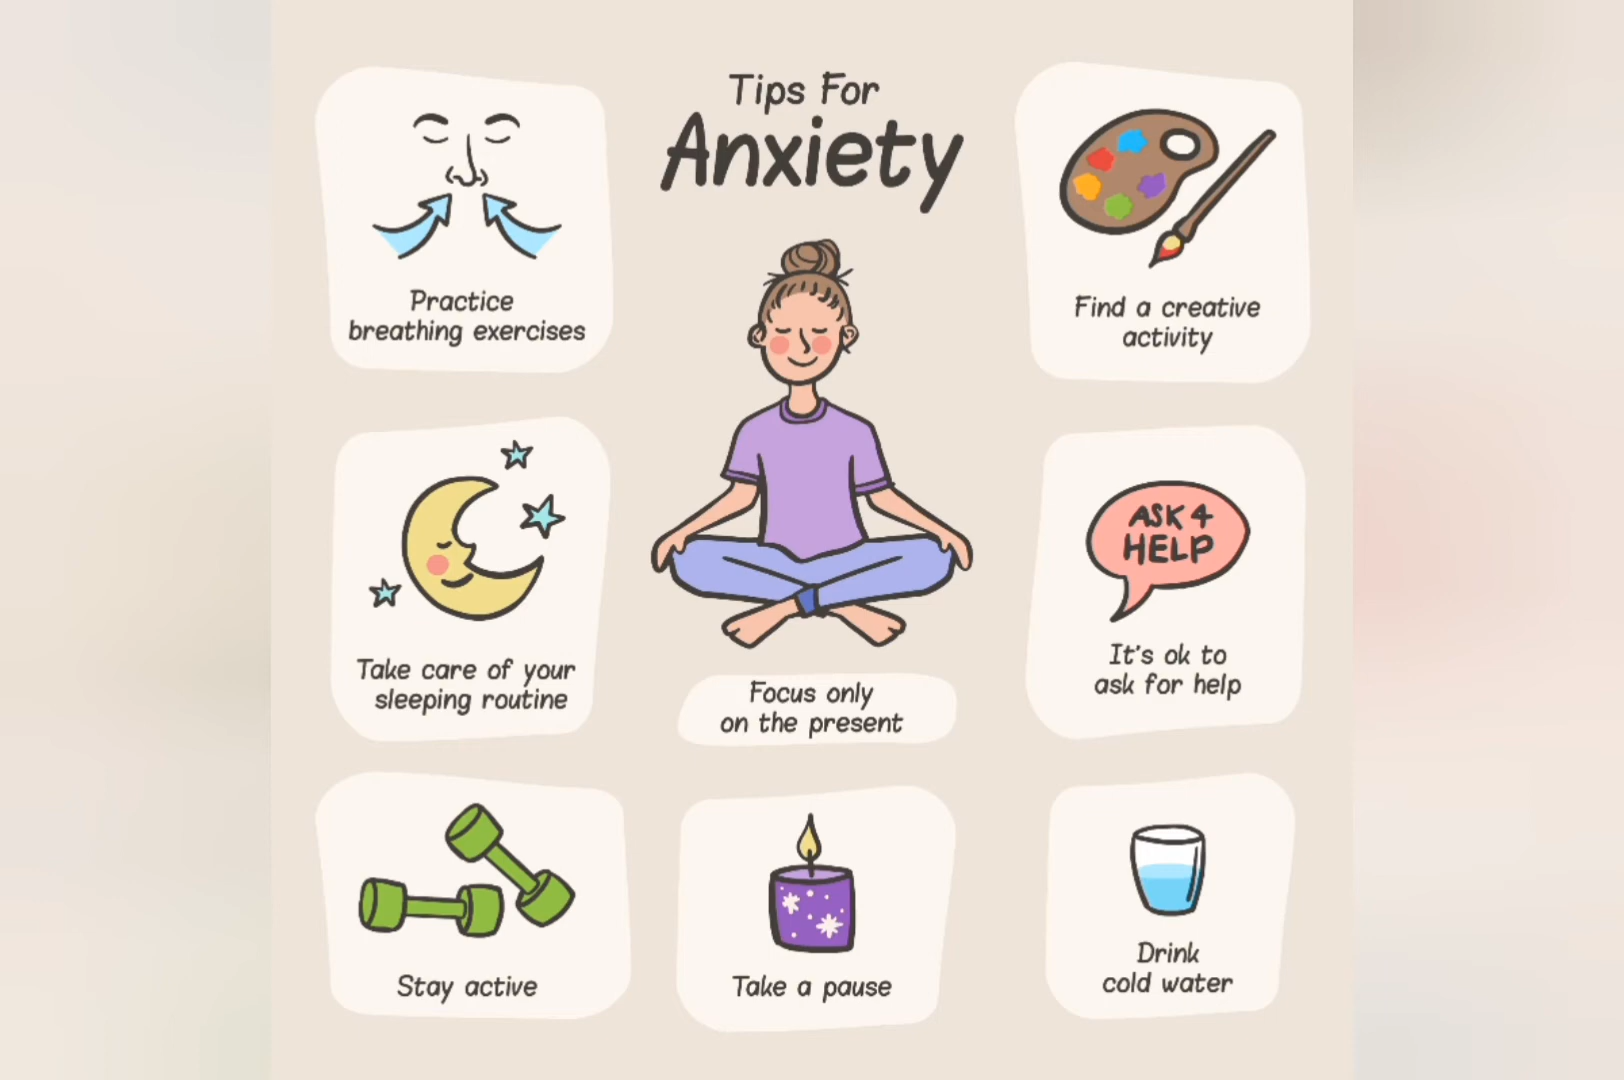 Tips For
Anxiety
Practice
breathing exercises
Find a creative
activity
Take care of your
sleeping routine
Focus only
on the present
ASK 4
HELP
It's ok to
ask for help
Stay active
Take a pause
Drink
cold water